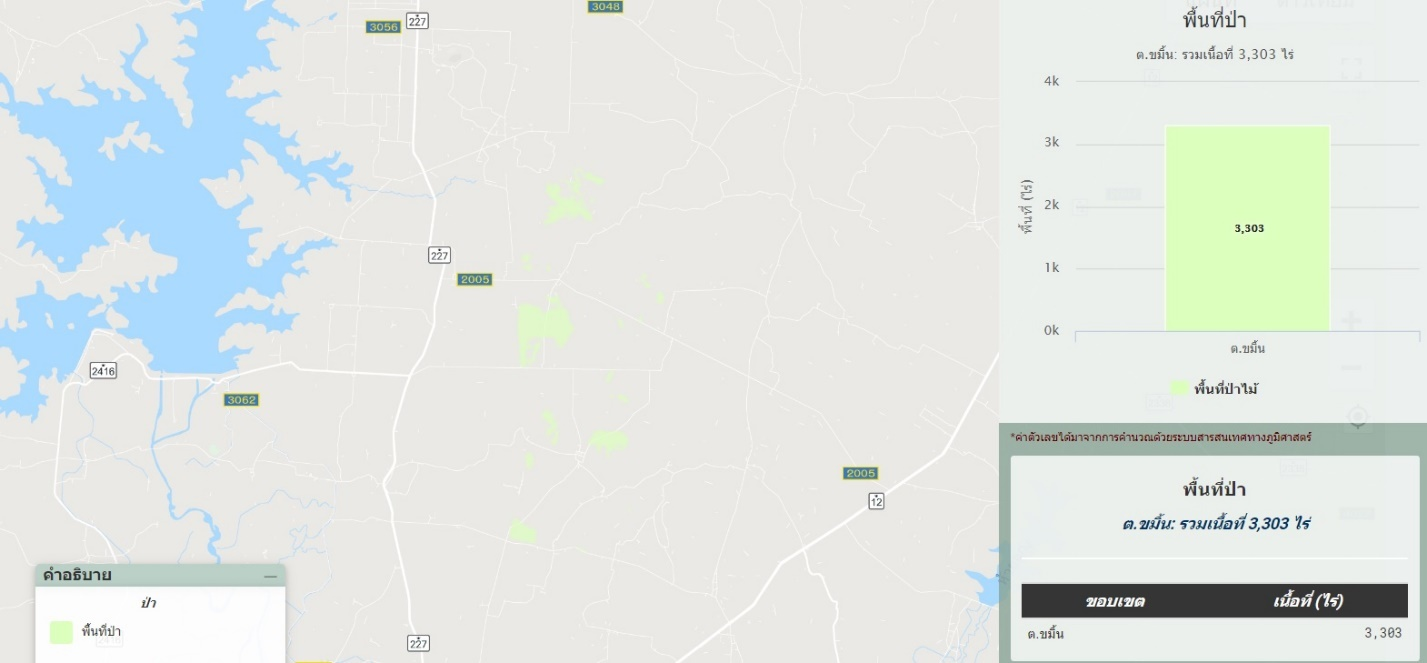 3048
3056
227
227
2005
2416
3062
2005
12
227
คำอธิบาย
ป่า
พื้นที่ป่า
พื้นที่ป่า
ต.ขมิ้น: รวมเนื้อที่ 3,303 ไร่
4k
3k
2k
1k
0k
พื้นที่ (ไร่)
3,303
ต.ขมิ้น
พื้นที่ป่าไม้
*ค่าตัวเลขได้มาจากการคำนวณด้วยระบบสารสนเทศทางภูมิศาสตร์
พื้นที่ป่า
ต.ขมิ้น: รวมเนื้อที่ 3,303 ไร่
ขอบเขต เนื้อที่ (ไร่)
ต.ขมิ้น 3,303